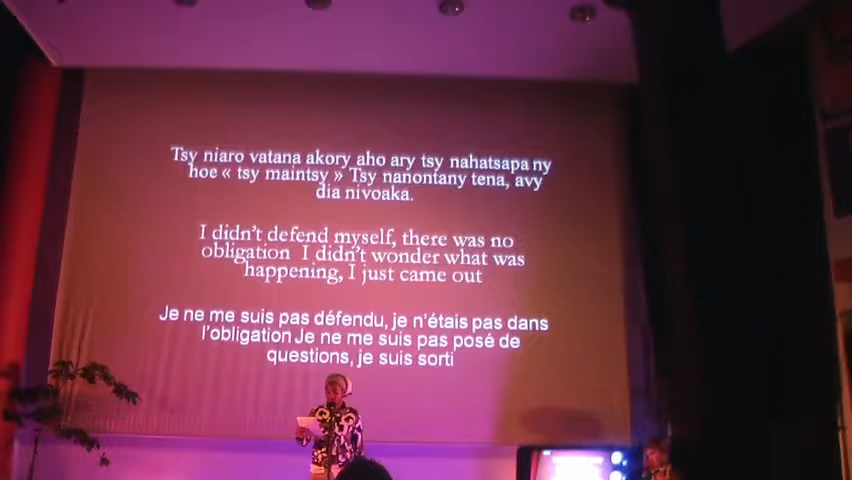 Tsy niaro vatana akory aho ary tsy nahatsapa ny
hoe « tsy maintsy » Tsy nanontany tena, avy
dia nivoaka.
I didn't defend myself, there was no
obligation I didn't wonder what was
happening, I just came out
Je ne me suis pas défendu, je n'étais pas dans
l'obligation Je ne me suis pas posé de
questions, je suis sorti